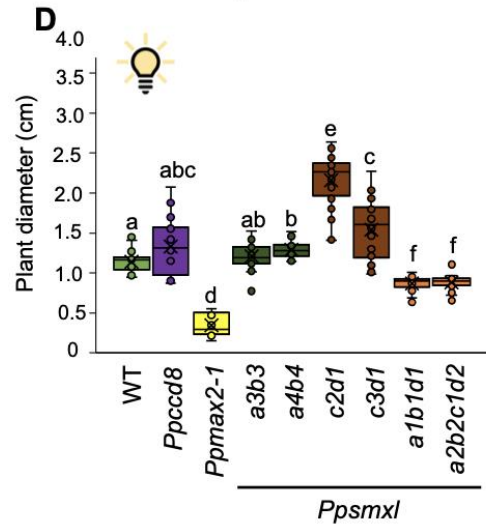 D
4.0
3.5
3.0
2.5
2.0
1.5
1.0
0.5
0
Plant diameter (cm)
a
abc
d
ab
b
e
c
f
f
WT
Ppccd8
Ppmax2-1
a3b3
a4b4
c2d1
c3d1
a1b1d1
a2b2c1d2
Ppsmxl